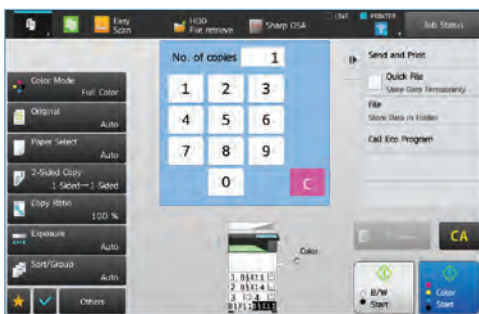 Easy
Scan
HDD
File retrieve
Sharp OSA
LINE
PRINTER
Job Status
No. of copies
1
Send and Print
Quick File
Store Data Temporarily
File
Store Data in Folder
Call Eco Program
Color Mode
Full Color
Original
Auto
Paper Select
Auto
2-Sided Copy
1-Sided→1-Sided
Copy Ratio
100 %
Exposure
Auto
Sort/Group
Auto
Others
1 2 3
4 5 6
7 8 9
0 C
Color
CA
B/W
Start
Color
Start